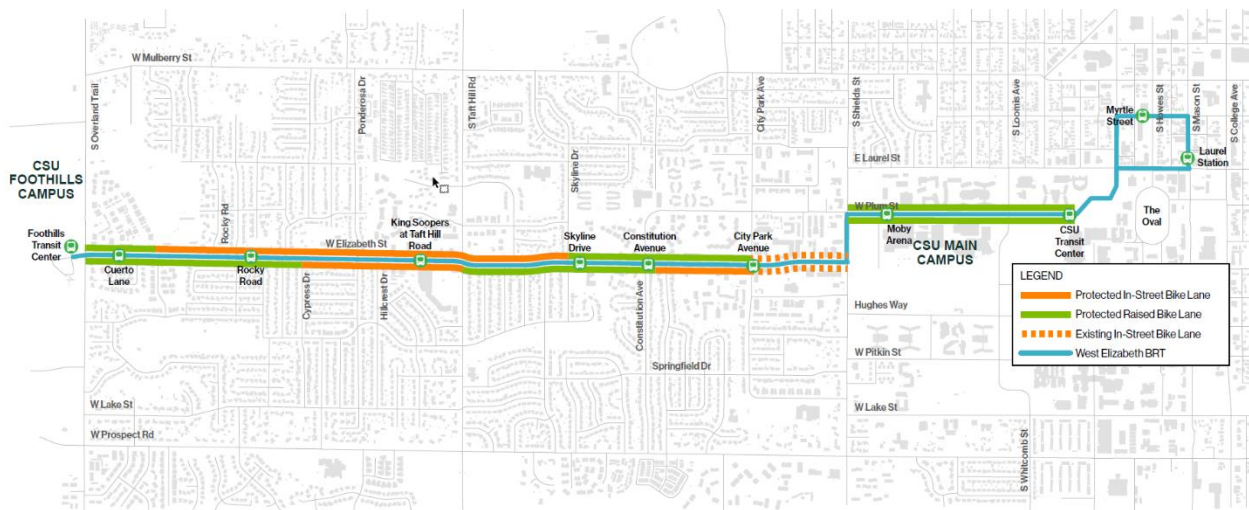 W Mulberry St
S Overland Trail
Ponderosa Dr
S Taft Hill Rd
City Park Ave
S Shields St
S Loomis Ave
Myrtle
Street
S Howes St
S Mason St
S College Ave
E Laurel St
Laurel
Station
CSU
FOOTHILLS
CAMPUS
Skyline Dr
Rocky Rd
W Plum St
Moby
Arena
CSU MAIN
CAMPUS
CSU
Transit
Center
The
Oval
Foothills
Transit
Center
King Soopers
at Taft Hill
Road
W Elizabeth St
Skyline
Drive
Constitution
Avenue
City Park
Avenue
Cuerto
Lane
Rocky
Road
Cypress Dr
Hillcrest Dr
Constitution Ave
LEGEND
Protected In-Street Bike Lane
Protected Raised Bike Lane
Existing In-Street Bike Lane
West Elizabeth BRT
Hughes Way
W Pitkin St
Springfield Dr
W Lake St
W Lake St
W Prospect Rd
S Whitcomb St